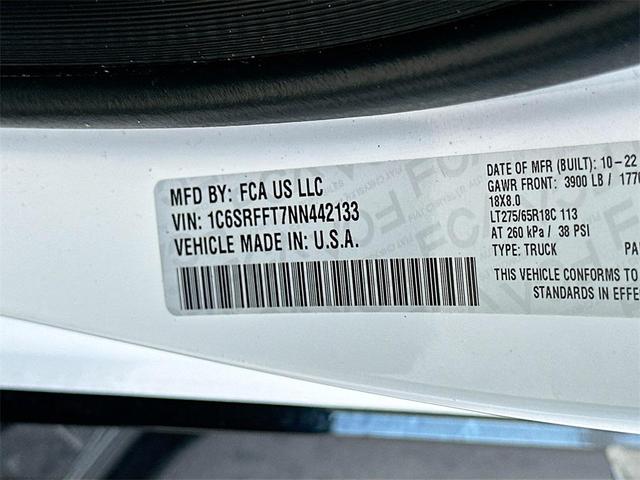 MFD BY: FCA US LLC
VIN: 1C6SRFFT7NN442133
VEHICLE MADE IN: U.S.A.
DATE OF MFR (BUILT): 10-22
GAWR FRONT: 3900 LB / 1770
18X8.0
LT275/65R18C 113
AT 260 kPa / 38 PSI
TYPE: TRUCK
THIS VEHICLE CONFORMS TO
STANDARDS IN